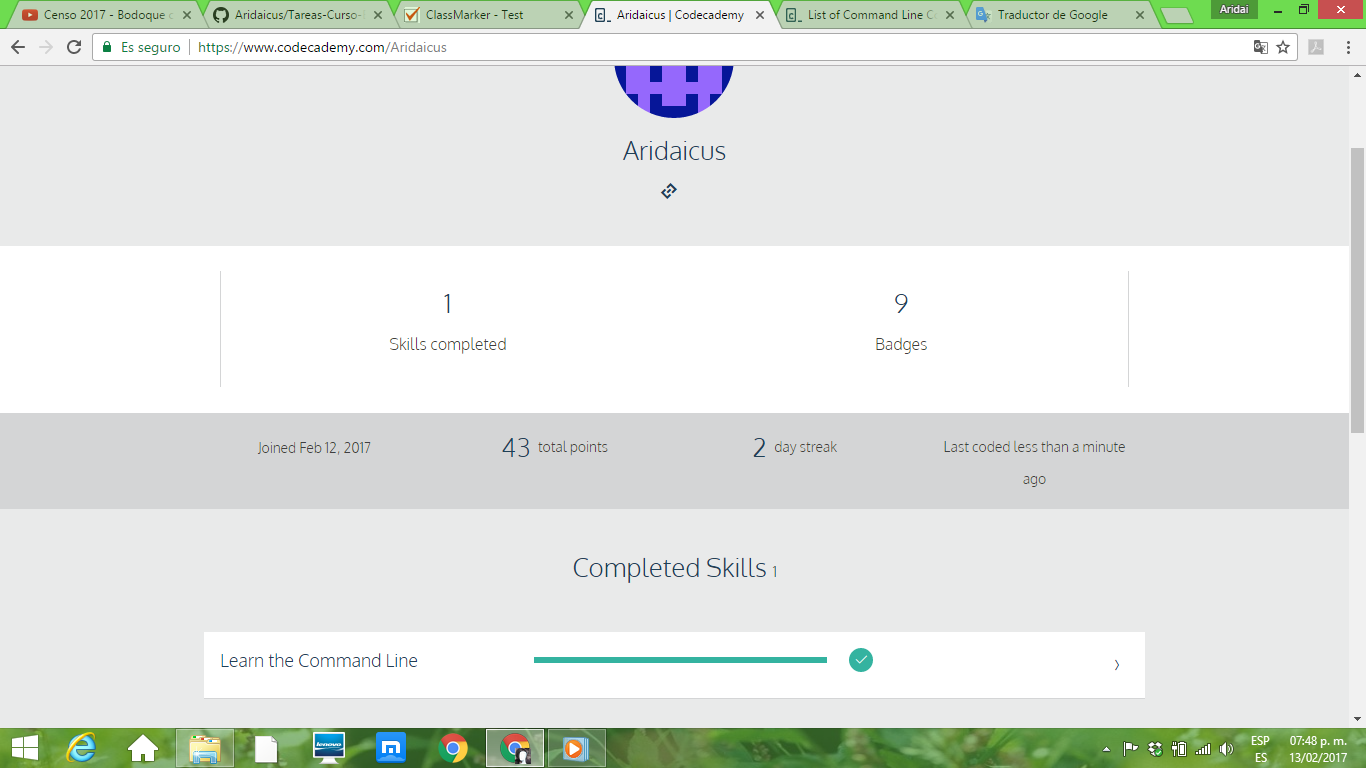 Censo 2017 - Bodoque
Aridaicus/Tareas-Curso-
ClassMarker - Test
Aridaicus | Codecademy
List of Command Line C
Traductor de Google
Aridai
Es seguro
https://www.codecademy.com/Aridaicus
Aridaicus
1
9
Skills completed
Badges
Joined Feb 12, 2017
43 total points
2 day streak
Last coded less than a minute
ago
Completed Skills 1
Learn the Command Line
lenovo
ESP
07:48 p. m.
ES
13/02/2017